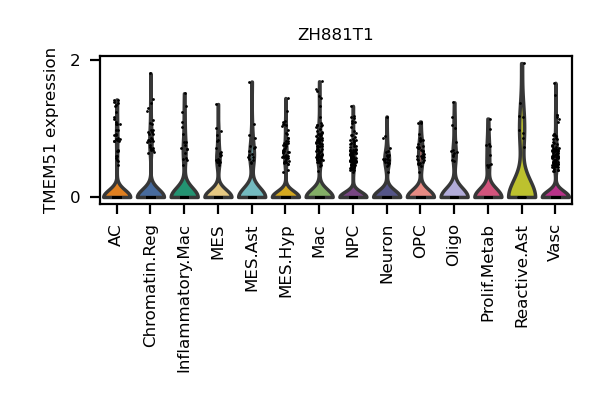 ZH881T1
TMEM51 expression
2
0
AC
Chromatin.Reg
Inflammatory.Mac
MES
MES.Ast
MES.Hyp
Mac
NPC
Neuron
OPC
Oligo
Prolif.Metab
Reactive.Ast
Vasc